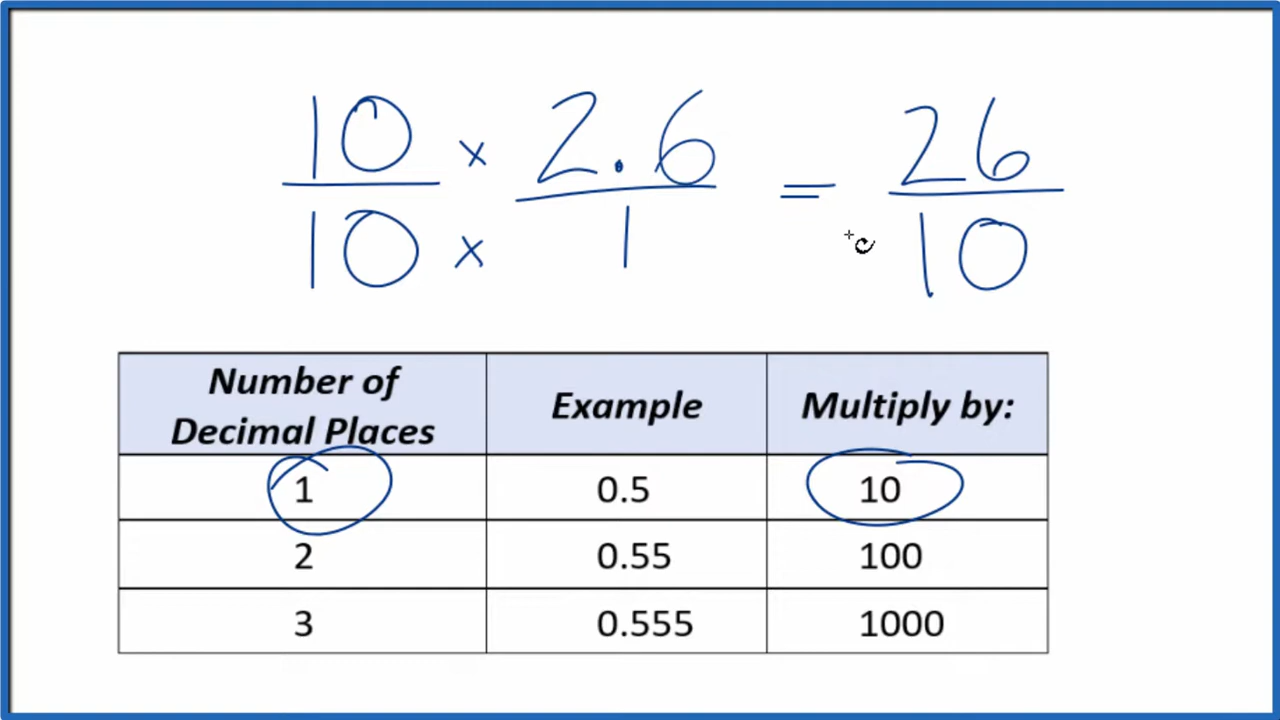 10 × 2.6 = 26
10 × 1 10
Number of Decimal Places Example Multiply by:
1 0.5 10
2 0.55 100
3 0.555 1000